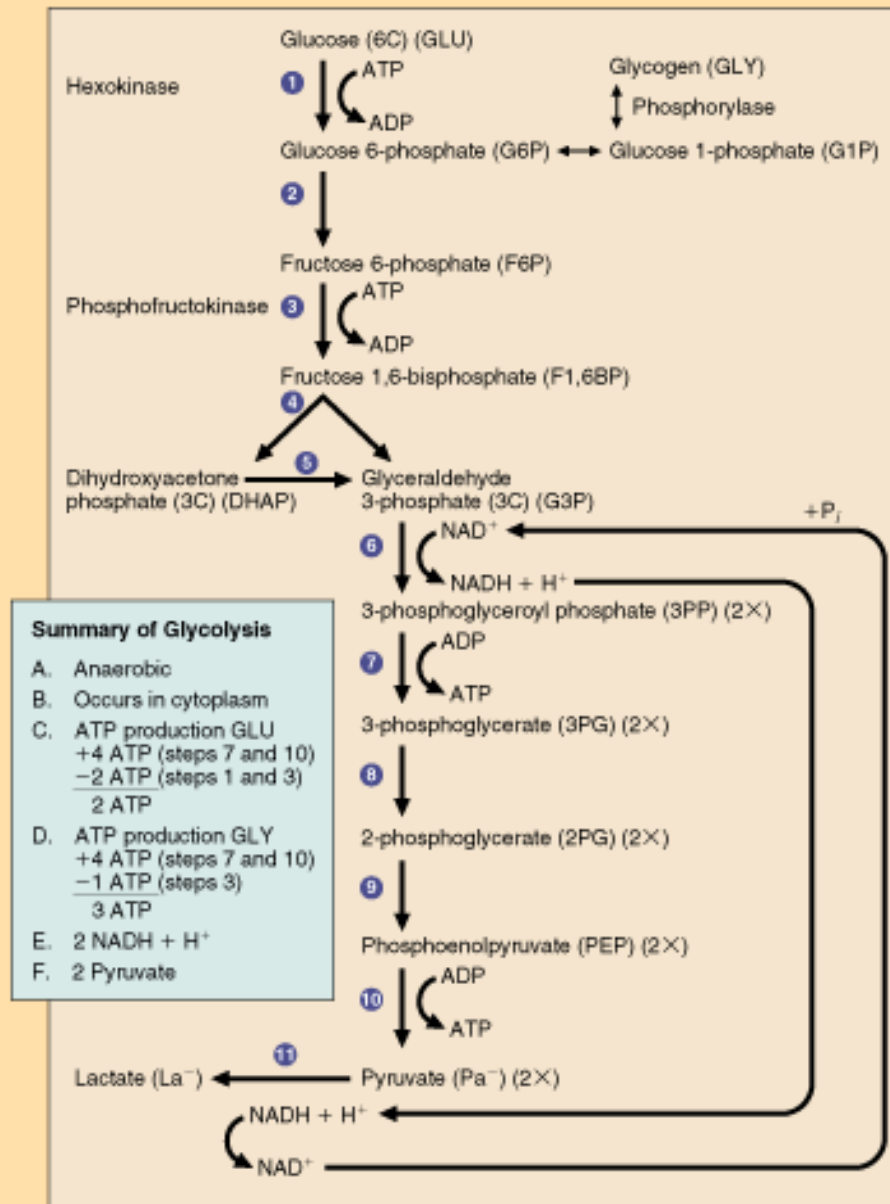 Glucose (6C) (GLU)
Hexokinase
1
ATP
ADP
Glycogen (GLY)
Phosphorylase
Glucose 6-phosphate (G6P)
Glucose 1-phosphate (G1P)
2
Fructose 6-phosphate (F6P)
Phosphofructokinase
3
ATP
ADP
Fructose 1,6-bisphosphate (F1,6BP)
4
Dihydroxyacetone
phosphate (3C) (DHAP)
5
Glyceraldehyde
3-phosphate (3C) (G3P)
+Pi
6
NAD+
NADH + H+
3-phosphoglyceroyl phosphate (3PP) (2×)
7
ADP
ATP
3-phosphoglycerate (3PG) (2×)
8
2-phosphoglycerate (2PG) (2×)
9
Phosphoenolpyruvate (PEP) (2×)
10
ADP
ATP
11
Lactate (La−)
Pyruvate (Pa−) (2×)
NADH + H+
NAD+
Summary of Glycolysis
A. Anaerobic
B. Occurs in cytoplasm
C. ATP production GLU
+4 ATP (steps 7 and 10)
−2 ATP (steps 1 and 3)
2 ATP
D. ATP production GLY
+4 ATP (steps 7 and 10)
−1 ATP (steps 3)
3 ATP
E. 2 NADH + H+
F. 2 Pyruvate